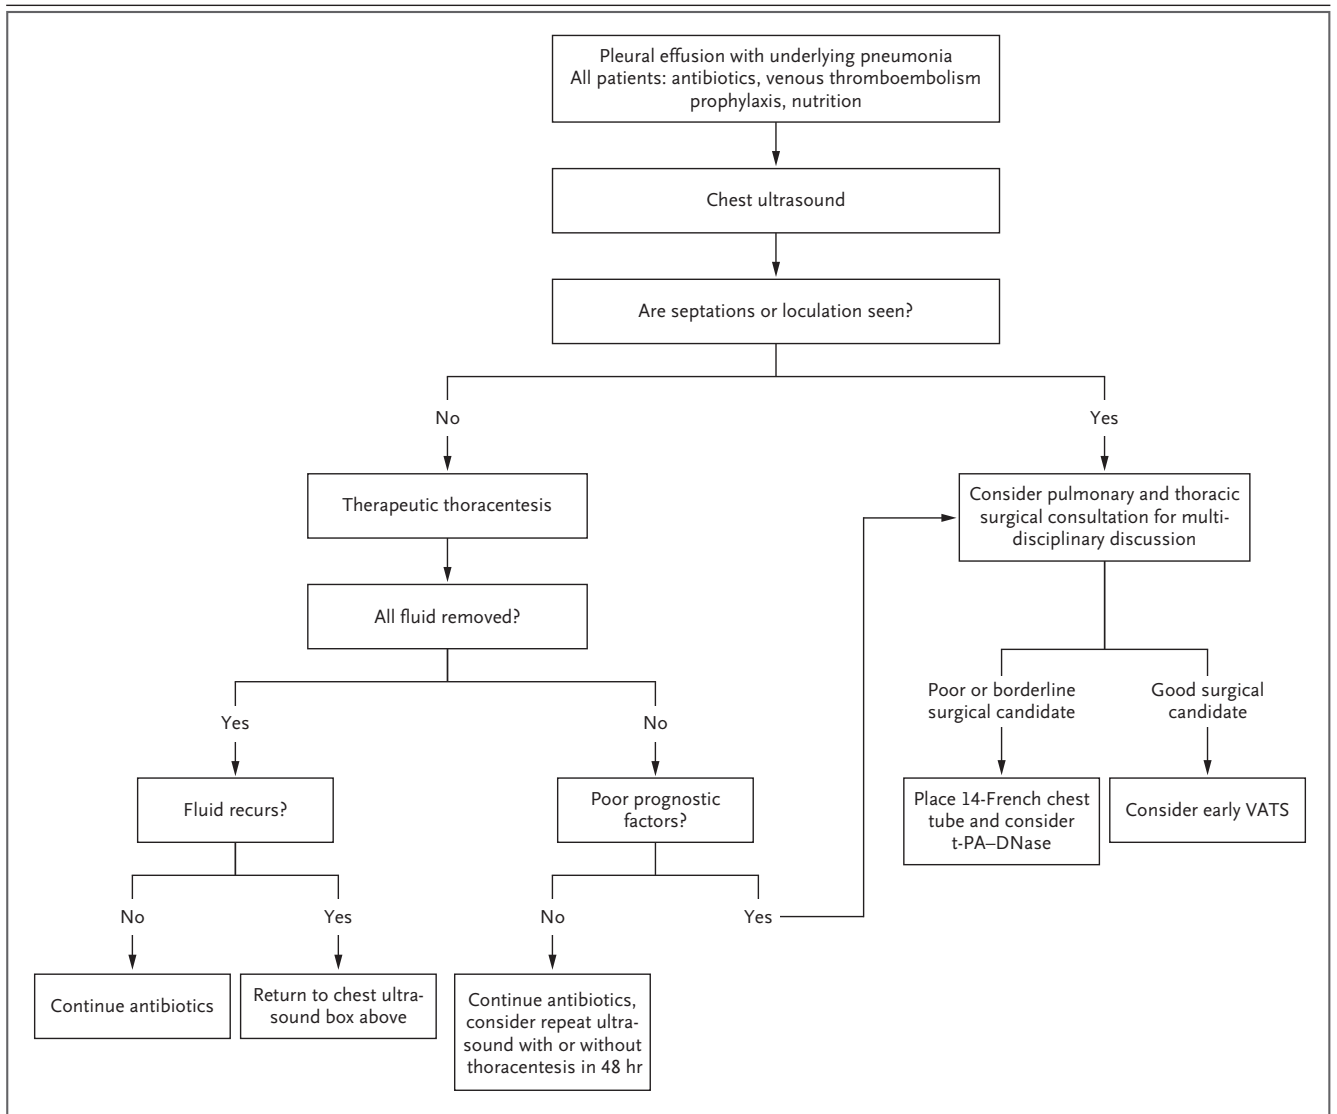 Pleural effusion with underlying pneumonia
All patients: antibiotics, venous thromboembolism
prophylaxis, nutrition
Chest ultrasound
Are septations or loculation seen?
No
Yes
Therapeutic thoracentesis
Consider pulmonary and thoracic
surgical consultation for multi-
disciplinary discussion
All fluid removed?
Yes
No
Poor or borderline
surgical candidate
Good surgical
candidate
Fluid recurs?
Poor prognostic
factors?
Place 14-French chest
tube and consider
t-PA–DNase
Consider early VATS
No
Yes
No
Yes
Continue antibiotics
Return to chest ultra-
sound box above
Continue antibiotics,
consider repeat ultra-
sound with or without
thoracentesis in 48 hr